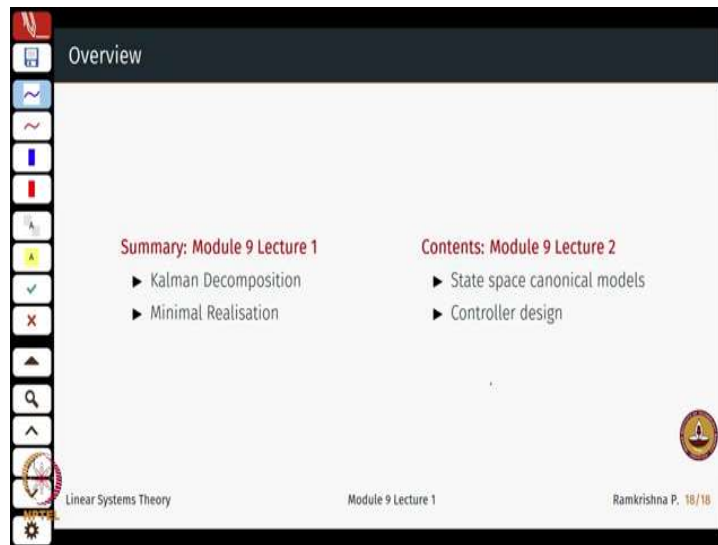 Overview
Summary: Module 9 Lecture 1
Kalman Decomposition
Minimal Realisation
Contents: Module 9 Lecture 2
State space canonical models
Controller design
Linear Systems Theory
Module 9 Lecture 1
Ramkrishna P. 18/18
NPTEL